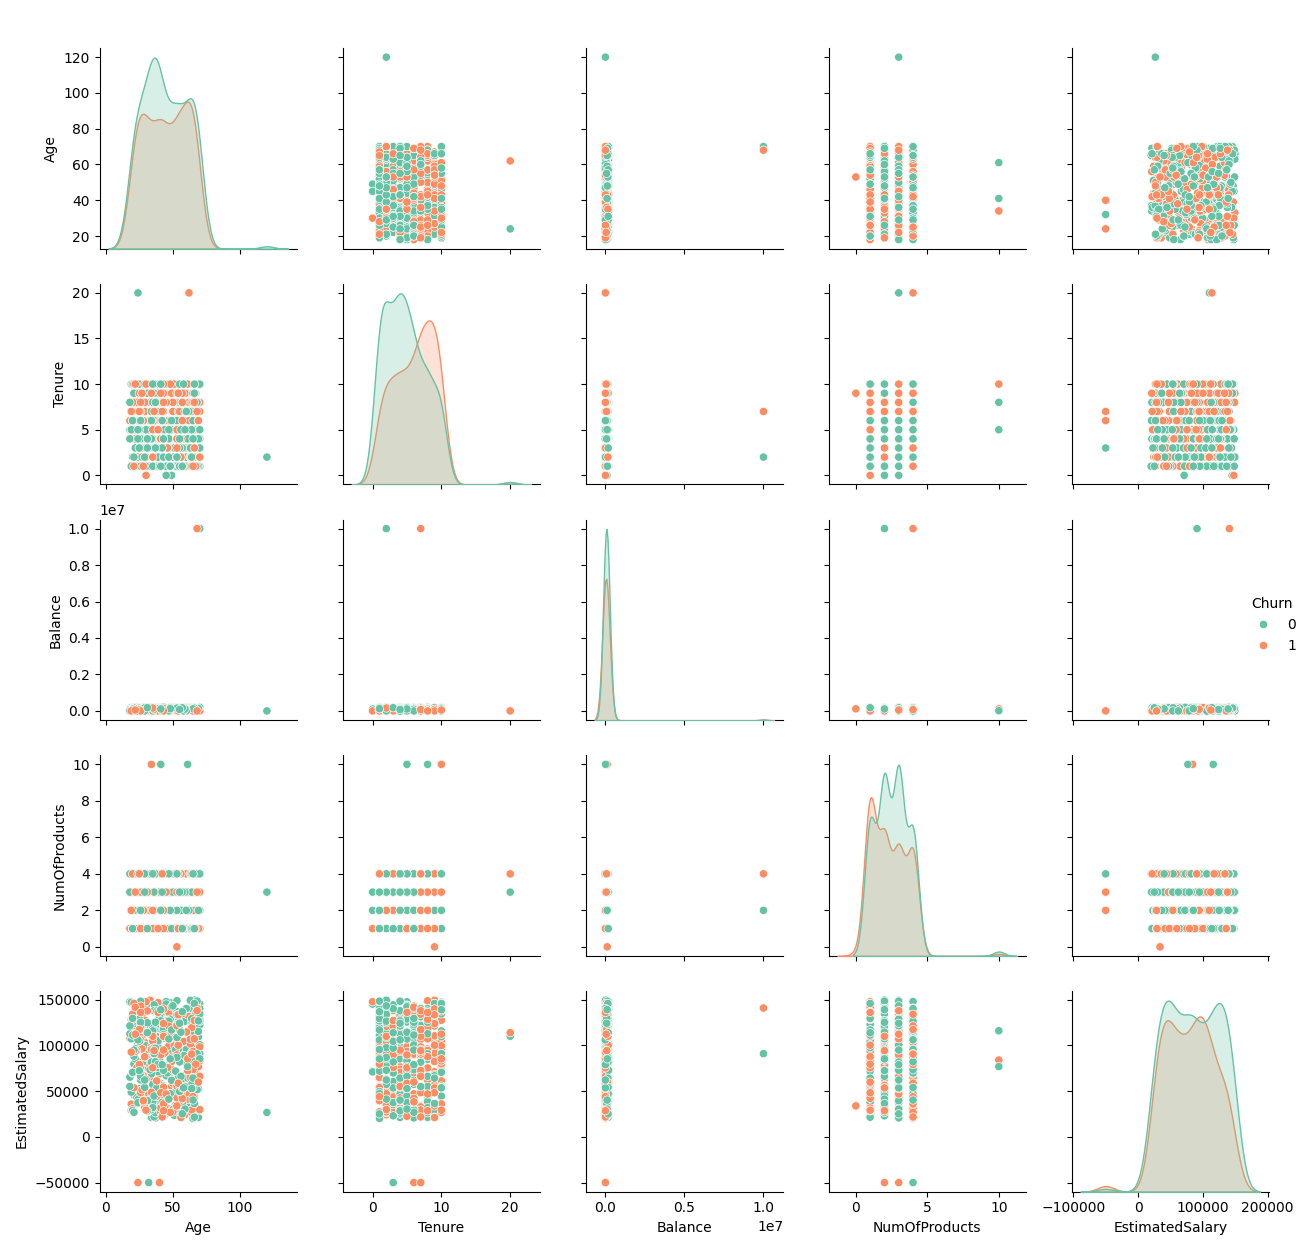 120
100
80
60
40
20
Age
20
15
10
5
0
Tenure
1e7
1.0
0.8
0.6
0.4
0.2
0.0
Balance
Churn
0
1
10
8
6
4
2
0
NumOfProducts
150000
100000
50000
0
−50000
EstimatedSalary
0 50 100
Age
0 10 20
Tenure
0.0 0.5 1.0
1e7
Balance
0 5 10
NumOfProducts
−100000 0 100000 200000
EstimatedSalary